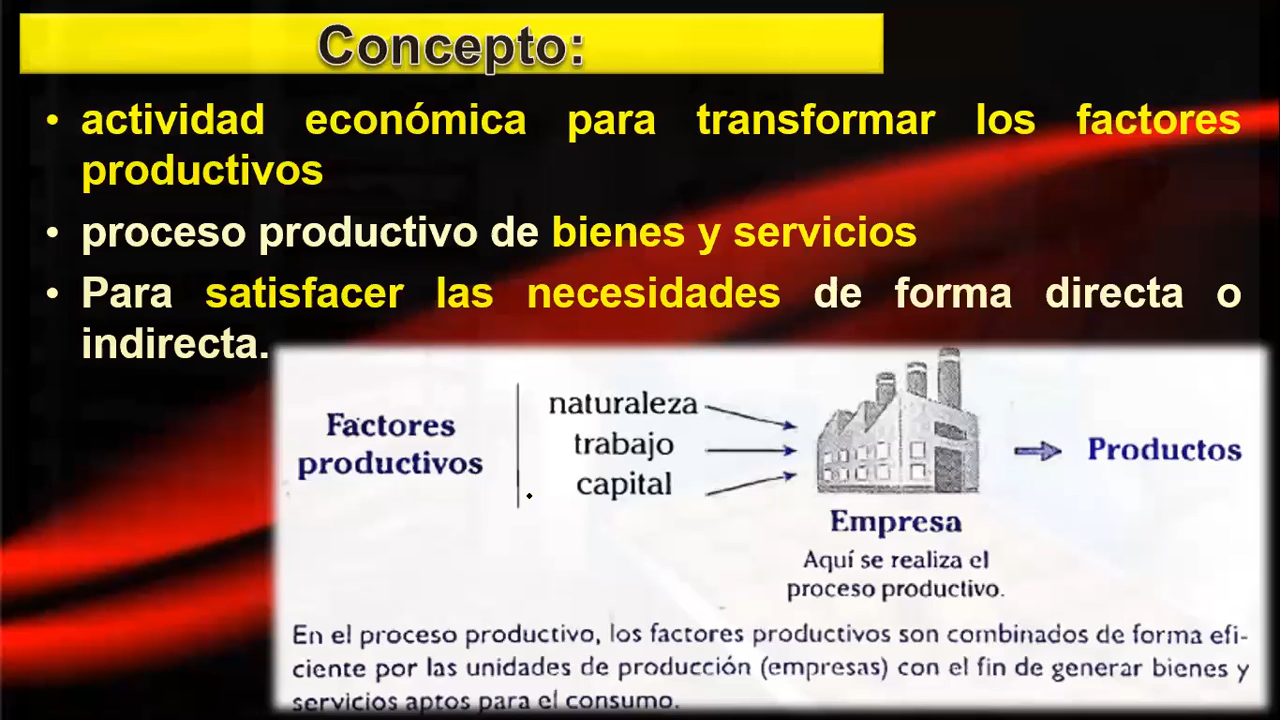 Concepto:
• actividad económica para transformar los factores
productivos
• proceso productivo de bienes y servicios
• Para satisfacer las necesidades de forma directa o
indirecta.
Factores
productivos
naturaleza
trabajo
capital
Empresa
Aquí se realiza el
proceso productivo.
Productos
En el proceso productivo, los factores productivos son combinados de forma efi-
ciente por las unidades de producción (empresas) con el fin de generar bienes y
servicios aptos para el consumo.